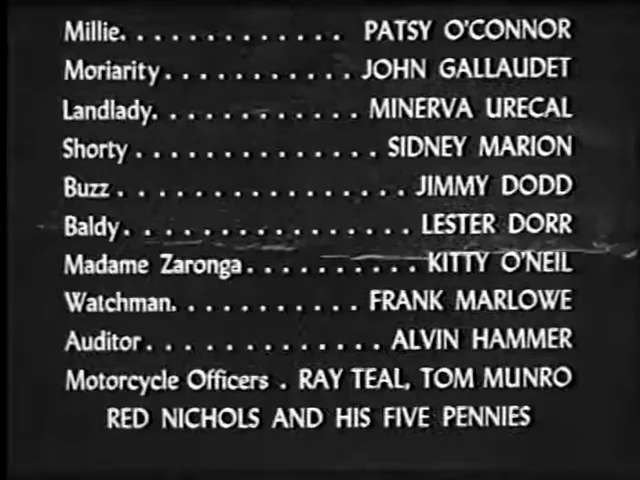 Millie. . . . . . . . . . . . . PATSY O'CONNOR
Moriarity . . . . . . . . . . . . JOHN GALLAUDET
Landlady. . . . . . . . . . . . MINERVA URECAL
Shorty . . . . . . . . . . . . . . SIDNEY MARION
Buzz . . . . . . . . . . . . . . . . JIMMY DODD
Baldy . . . . . . . . . . . . . . . . LESTER DORR
Madame Zaronga . . . . . . . . . . KITTY O'NEIL
Watchman. . . . . . . . . . . FRANK MARLOWE
Auditor . . . . . . . . . . . . . . ALVIN HAMMER
Motorcycle Officers . RAY TEAL, TOM MUNRO
RED NICHOLS AND HIS FIVE PENNIES